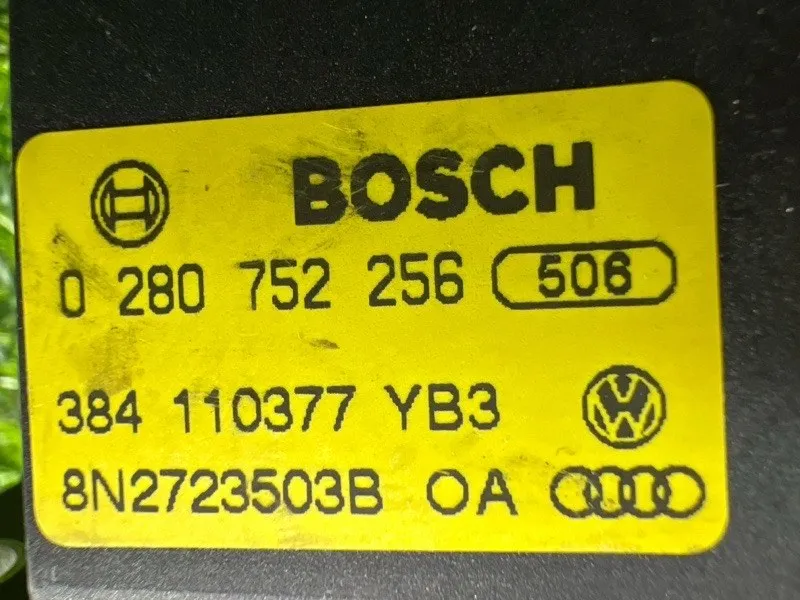 BOSCH
0 280 752 256 506
384 110377 YB3
8N2723503B OA